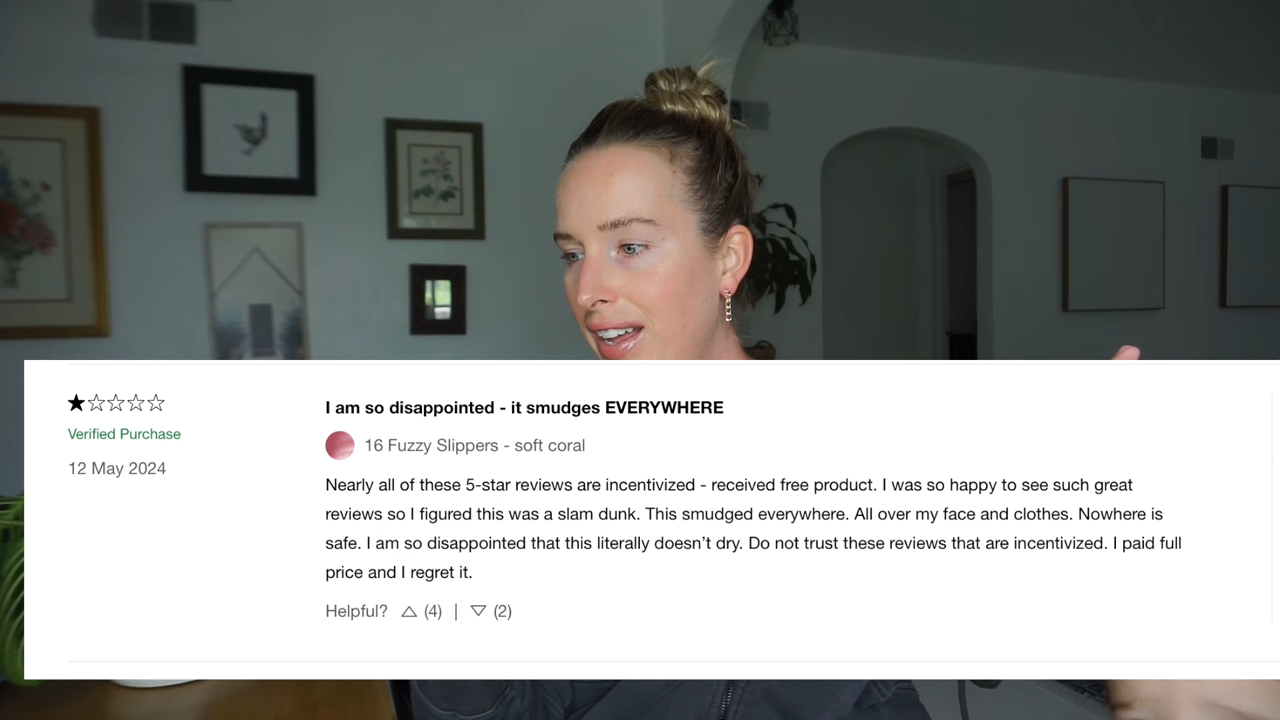 Verified Purchase
12 May 2024
I am so disappointed - it smudges EVERYWHERE
16 Fuzzy Slippers - soft coral
Nearly all of these 5-star reviews are incentivized - received free product. I was so happy to see such great
reviews so I figured this was a slam dunk. This smudged everywhere. All over my face and clothes. Nowhere is
safe. I am so disappointed that this literally doesn’t dry. Do not trust these reviews that are incentivized. I paid full
price and I regret it.
Helpful? (4) | (2)